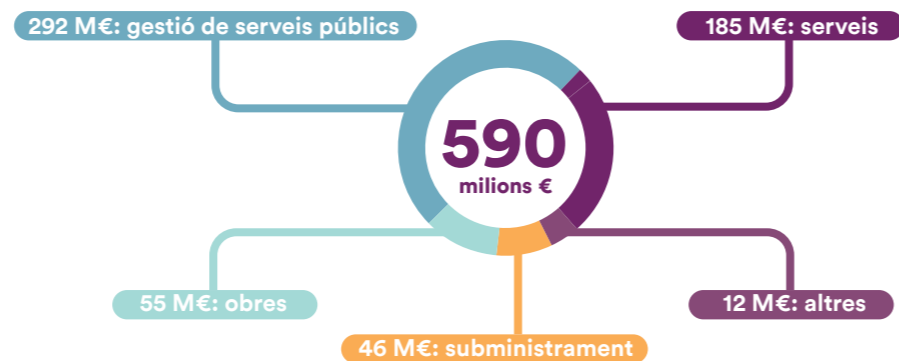 292 M€: gestió de serveis públics
185 M€: serveis
590
milions €
55 M€: obres
12 M€: altres
46 M€: subministrament